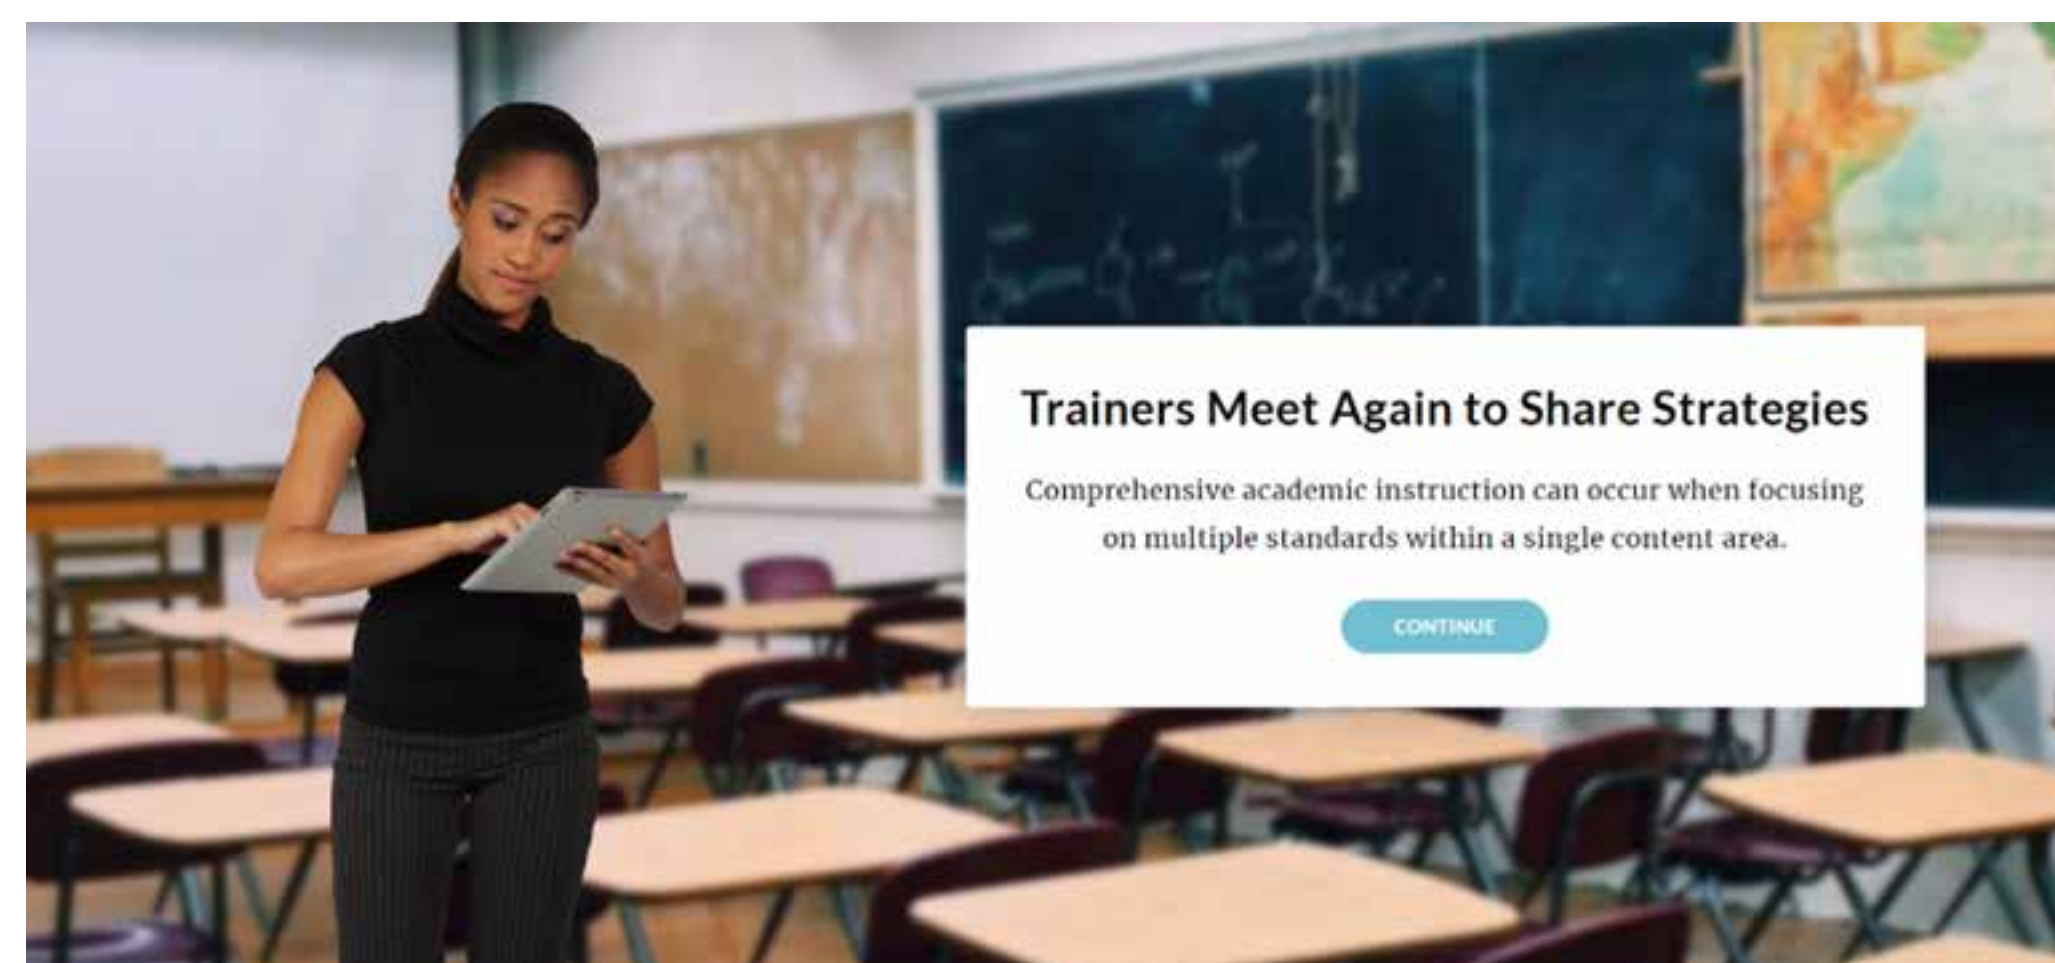 Trainers Meet Again to Share Strategies
Comprehensive academic instruction can occur when focusing
on multiple standards within a single content area.
CONTINUE